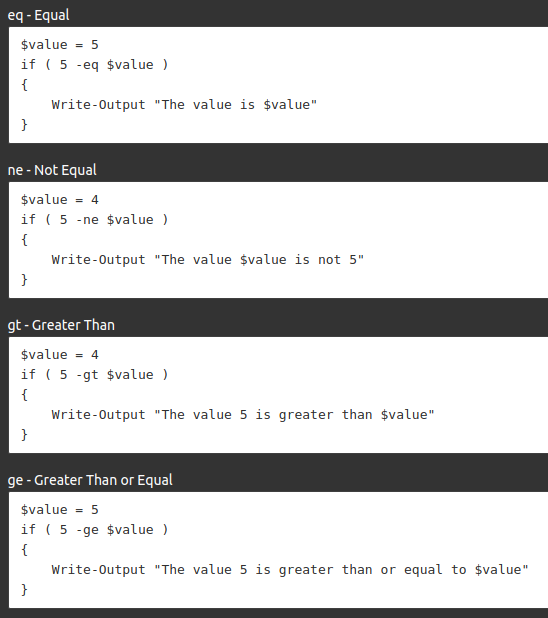 eq - Equal
$value = 5
if ( 5 -eq $value )
{
    Write-Output "The value is $value"
}
ne - Not Equal
$value = 4
if ( 5 -ne $value )
{
    Write-Output "The value $value is not 5"
}
gt - Greater Than
$value = 4
if ( 5 -gt $value )
{
    Write-Output "The value 5 is greater than $value"
}
ge - Greater Than or Equal
$value = 5
if ( 5 -ge $value )
{
    Write-Output "The value 5 is greater than or equal to $value"
}